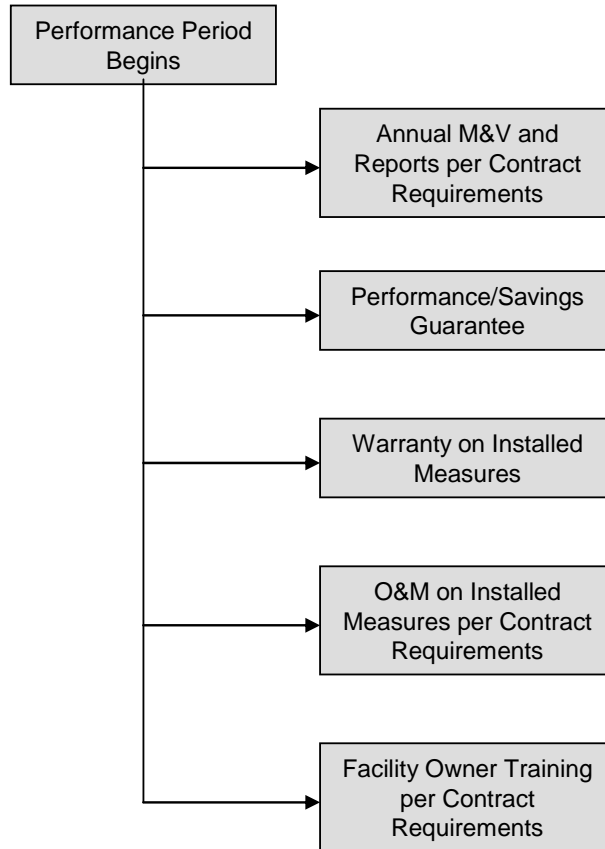 Performance Period
Begins
Annual M&V and
Reports per Contract
Requirements
Performance/Savings
Guarantee
Warranty on Installed
Measures
O&M on Installed
Measures per Contract
Requirements
Facility Owner Training
per Contract
Requirements